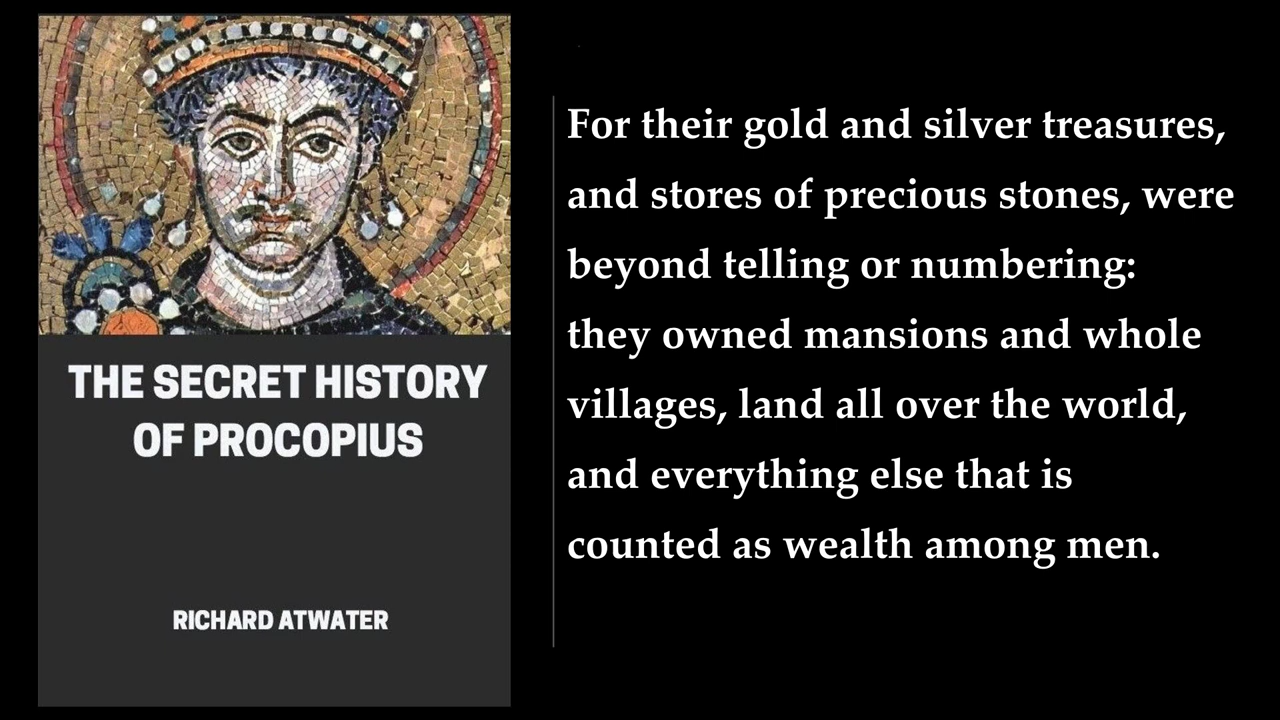 THE SECRET HISTORY
OF PROCOPIUS
RICHARD ATWATER
For their gold and silver treasures,
and stores of precious stones, were
beyond telling or numbering:
they owned mansions and whole
villages, land all over the world,
and everything else that is
counted as wealth among men.